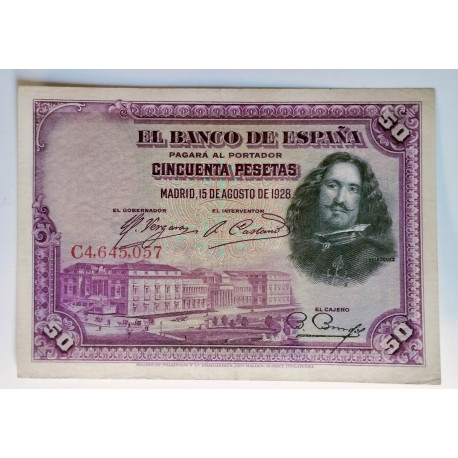 50
EL BANCO DE ESPAÑA
PAGARÁ AL PORTADOR
CINCUENTA PESETAS
MADRID, 15 DE AGOSTO DE 1928
EL GOBERNADOR EL INTERVENTOR
C4,645,057
VELAZQUEZ
EL CAJERO
50 50